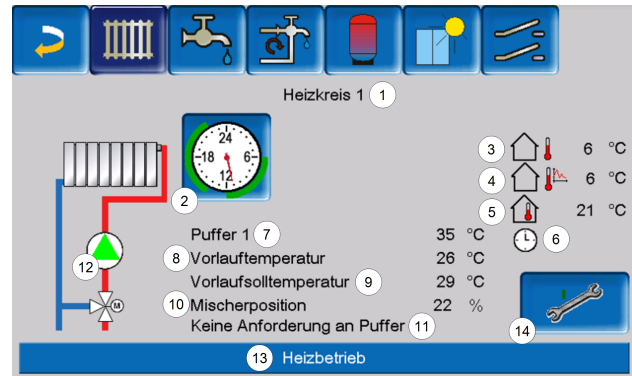 Heizkreis 1 1
24
18 6
12
2
3 6 °C
4 6 °C
5 21 °C
6
Puffer 1 7 35 °C
8 Vorlauftemperatur 26 °C
Vorlaufsolltemperatur 9 29 °C
10 Mischerposition 22 %
Keine Anforderung an Puffer 11
12
M
14
13 Heizbetrieb